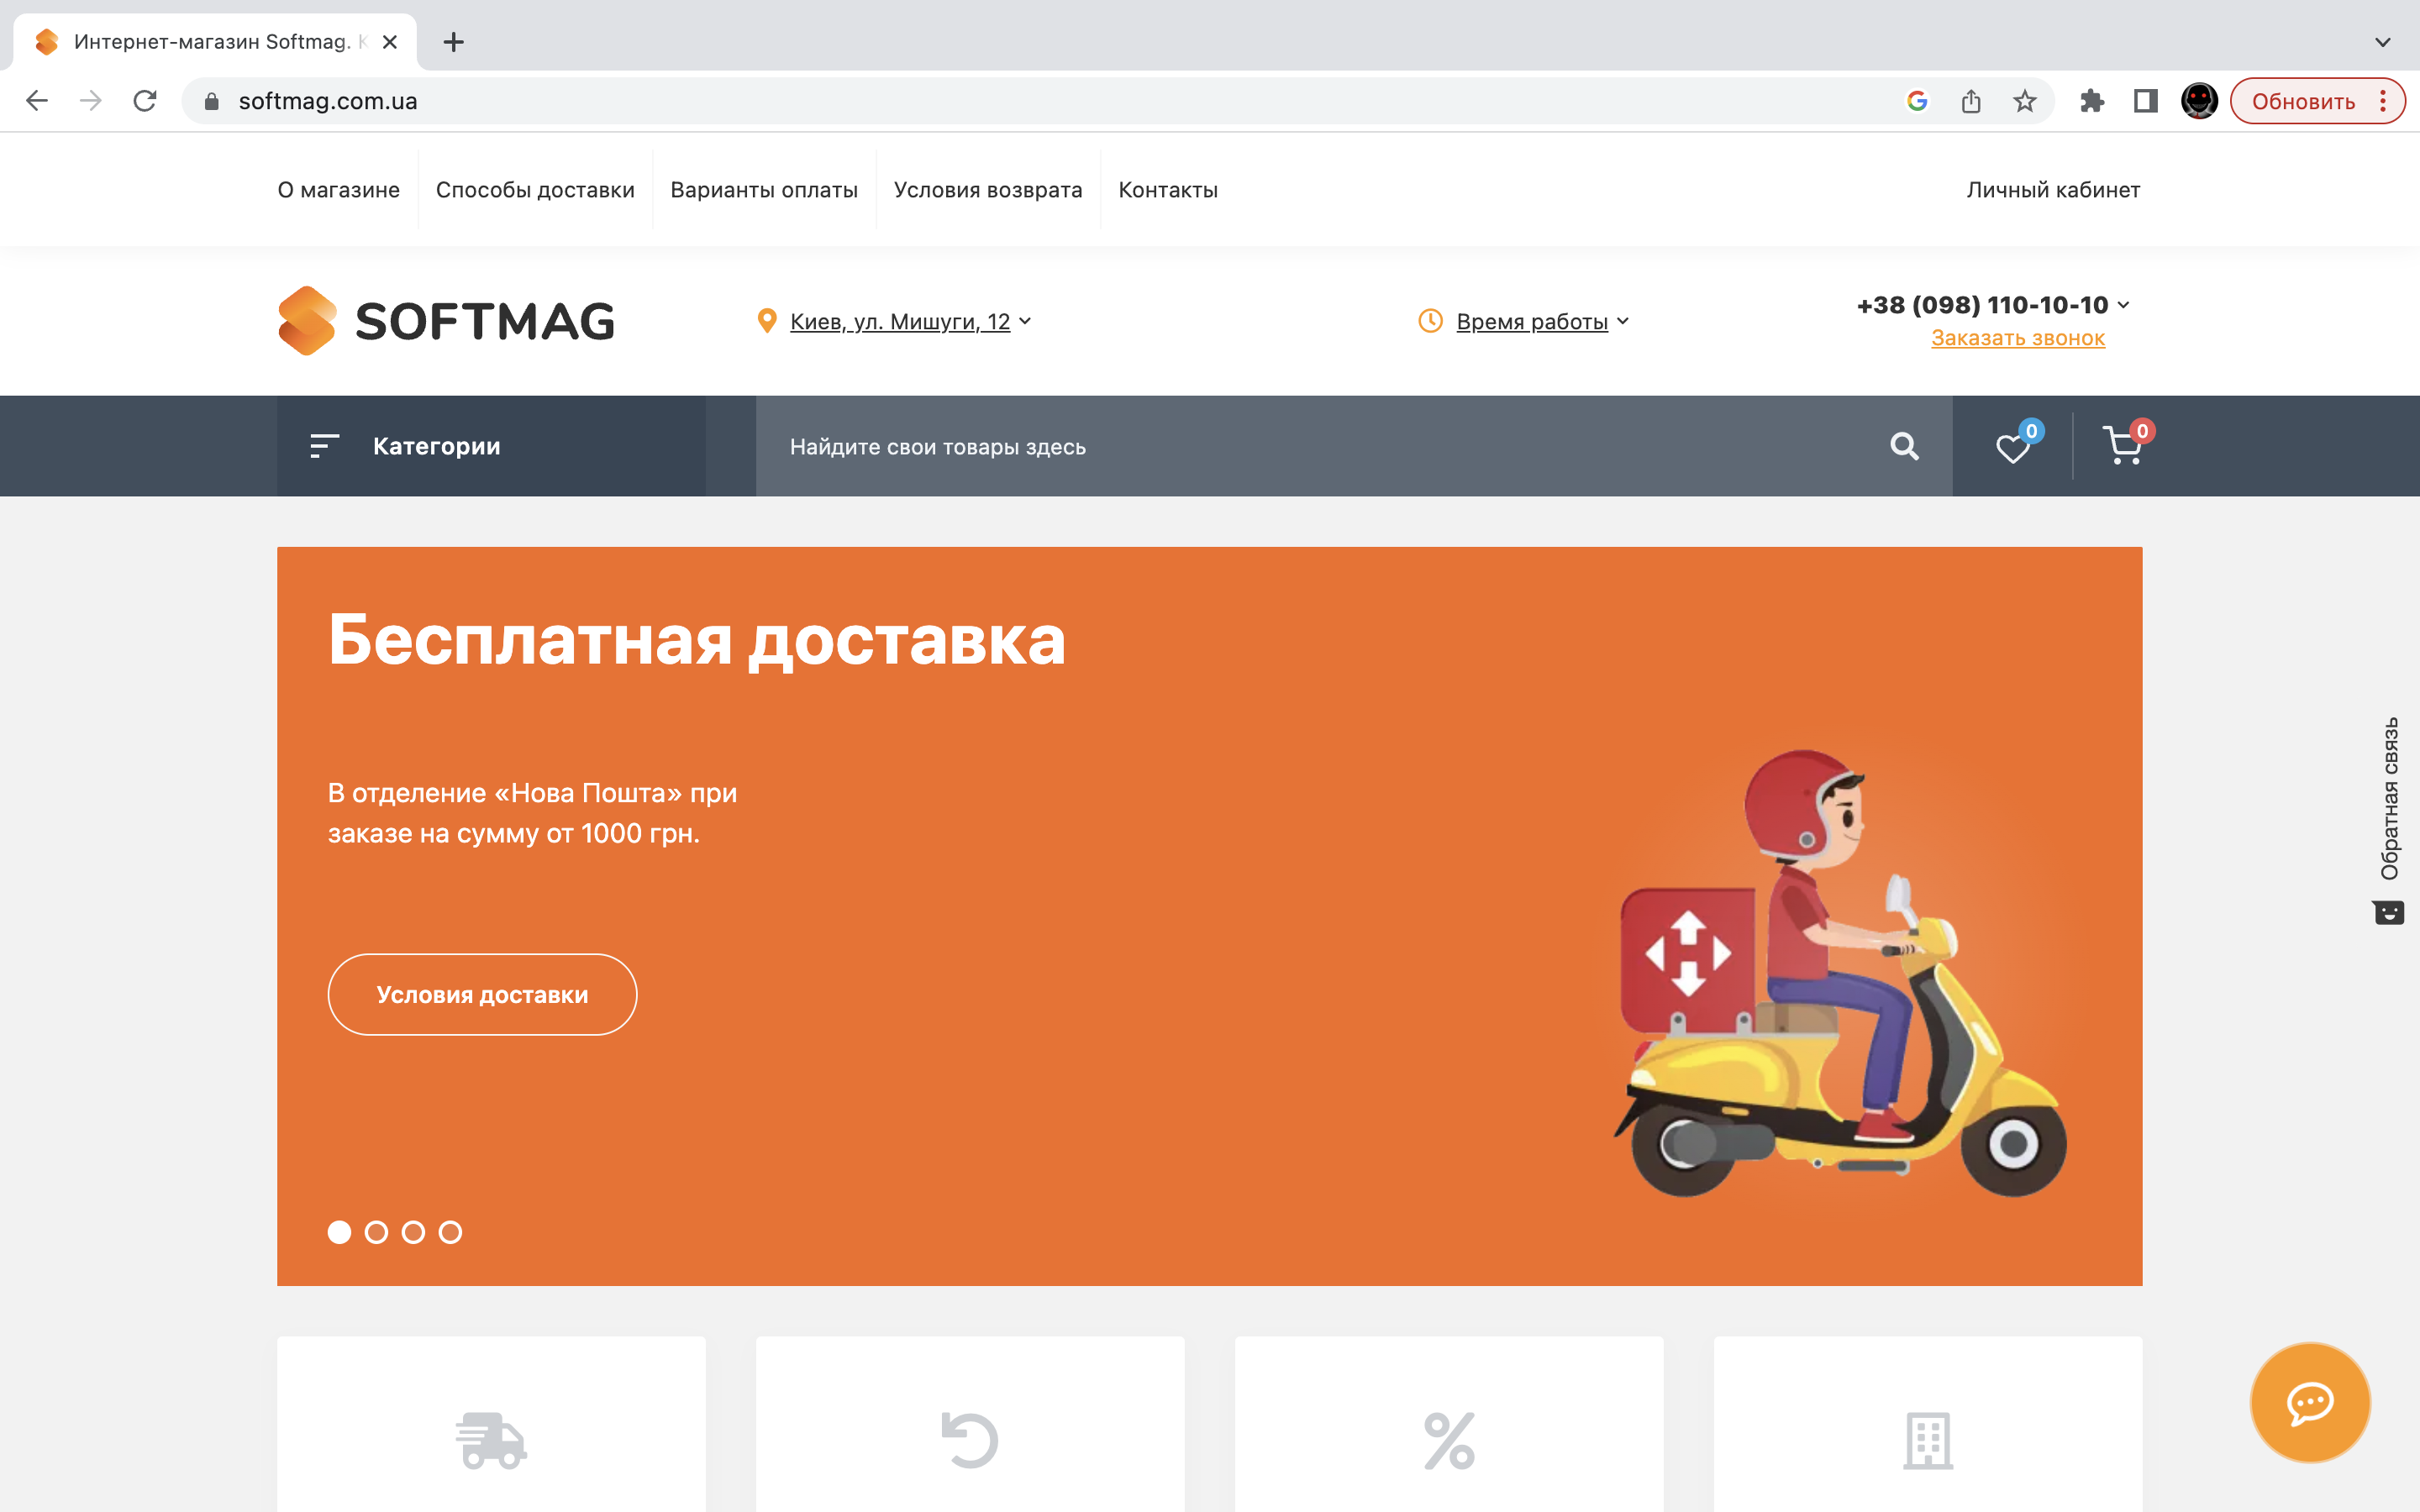 Интернет-магазин Softmag. К
softmag.com.ua
Обновить
О магазине
Способы доставки
Варианты оплаты
Условия возврата
Контакты
Личный кабинет
SOFTMAG
Киев, ул. Мишуги, 12
Время работы
+38 (098) 110-10-10
Заказать звонок
Категории
Найдите свои товары здесь
0
0
Бесплатная доставка
В отделение «Нова Пошта» при
заказе на сумму от 1000 грн.
Условия доставки
Обратная связь